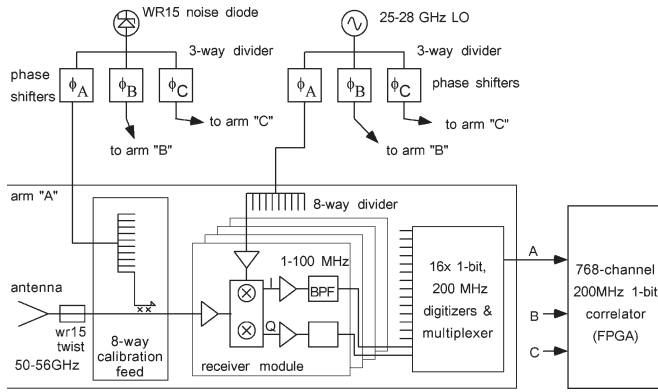 WR15 noise diode
25-28 GHz LO
3-way divider
3-way divider
phase shifters
ϕA
ϕB
ϕC
ϕA
ϕB
ϕC
phase shifters
to arm "C"
to arm "B"
to arm "C"
to arm "B"
arm "A"
8-way divider
antenna
wr15
twist
50-56GHz
8-way
calibration
feed
1-100 MHz
I
BPF
Q
receiver module
16x 1-bit,
200 MHz
digitizers &
multiplexer
A
B
C
768-channel
200MHz 1-bit
correlator
(FPGA)